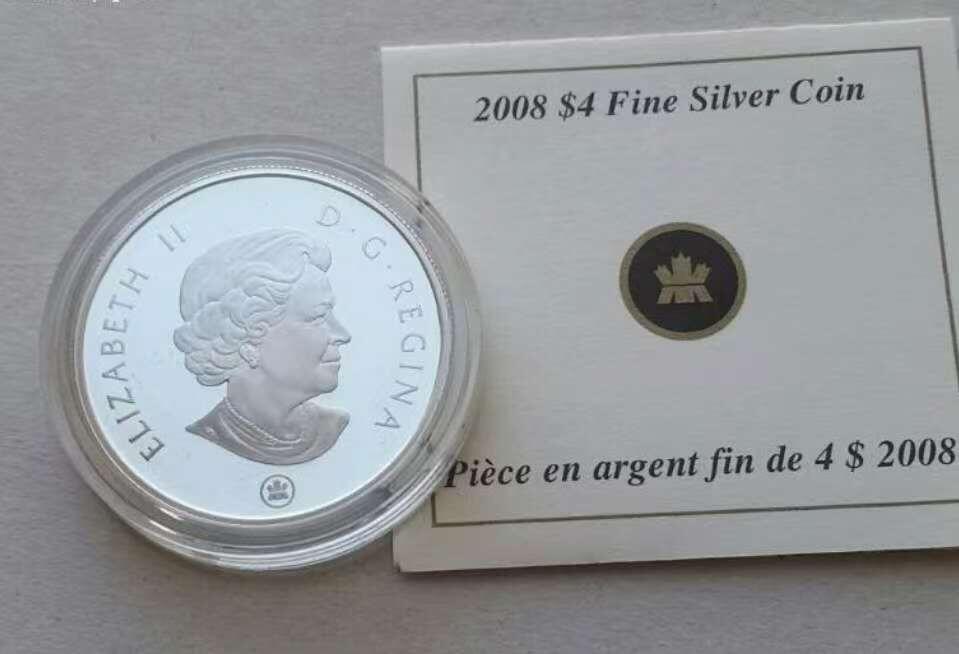 ELIZABETH II D. G. REGINA
2008 $4 Fine Silver Coin
Pièce en argent fin de 4 $ 2008